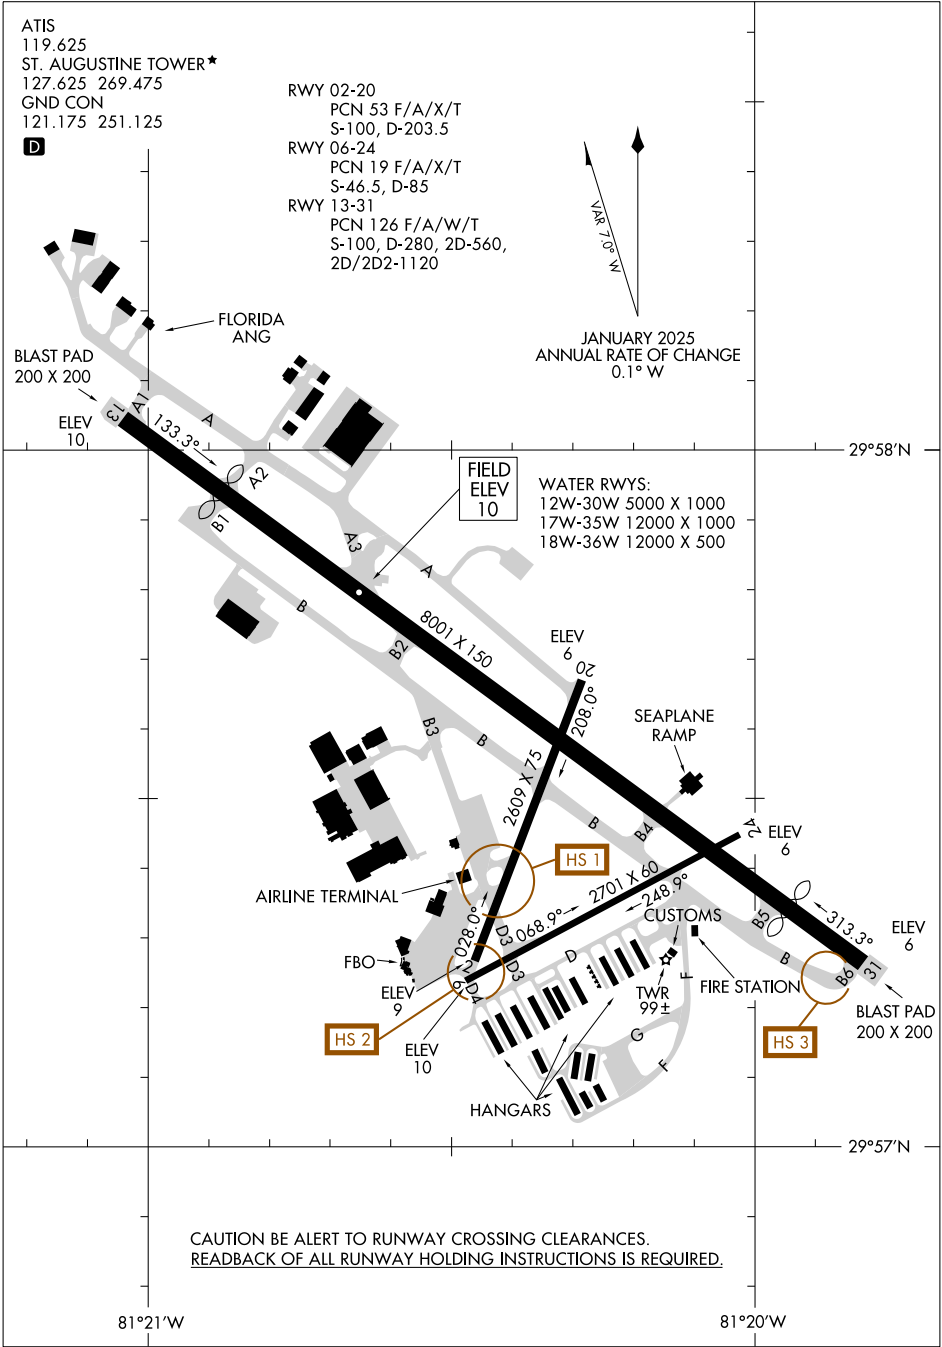 ATIS
119.625
ST. AUGUSTINE TOWER★
127.625 269.475
GND CON
121.175 251.125
D
RWY 02-20
PCN 53 F/A/X/T
S-100, D-203.5
RWY 06-24
PCN 19 F/A/X/T
S-46.5, D-85
RWY 13-31
PCN 126 F/A/W/T
S-100, D-280, 2D-560,
2D/2D2-1120
VAR 7.0° W
JANUARY 2025
ANNUAL RATE OF CHANGE
0.1° W
FLORIDA
ANG
BLAST PAD
200 X 200
ELEV
10
13
A1
A
133.3°
A2
B1
29°58'N
FIELD
ELEV
10
WATER RWYS:
12W-30W 5000 X 1000
17W-35W 12000 X 1000
18W-36W 12000 X 500
A3
A
B
8001 X 150
B2
ELEV
6
20
208.0°
B3
B
SEAPLANE
RAMP
2609 X 75
B
B4
24
ELEV
6
HS 1
AIRLINE TERMINAL
2701 X 60
248.9°
068.9°
028.0°
D3
D3
CUSTOMS
B5
313.3°
ELEV
6
31
FBO
D
F
B
B6
2
6
D4
ELEV
9
TWR
99±
FIRE STATION
BLAST PAD
200 X 200
HS 2
ELEV
10
G
F
HS 3
HANGARS
29°57'N
CAUTION BE ALERT TO RUNWAY CROSSING CLEARANCES.
READBACK OF ALL RUNWAY HOLDING INSTRUCTIONS IS REQUIRED.
81°21'W
81°20'W